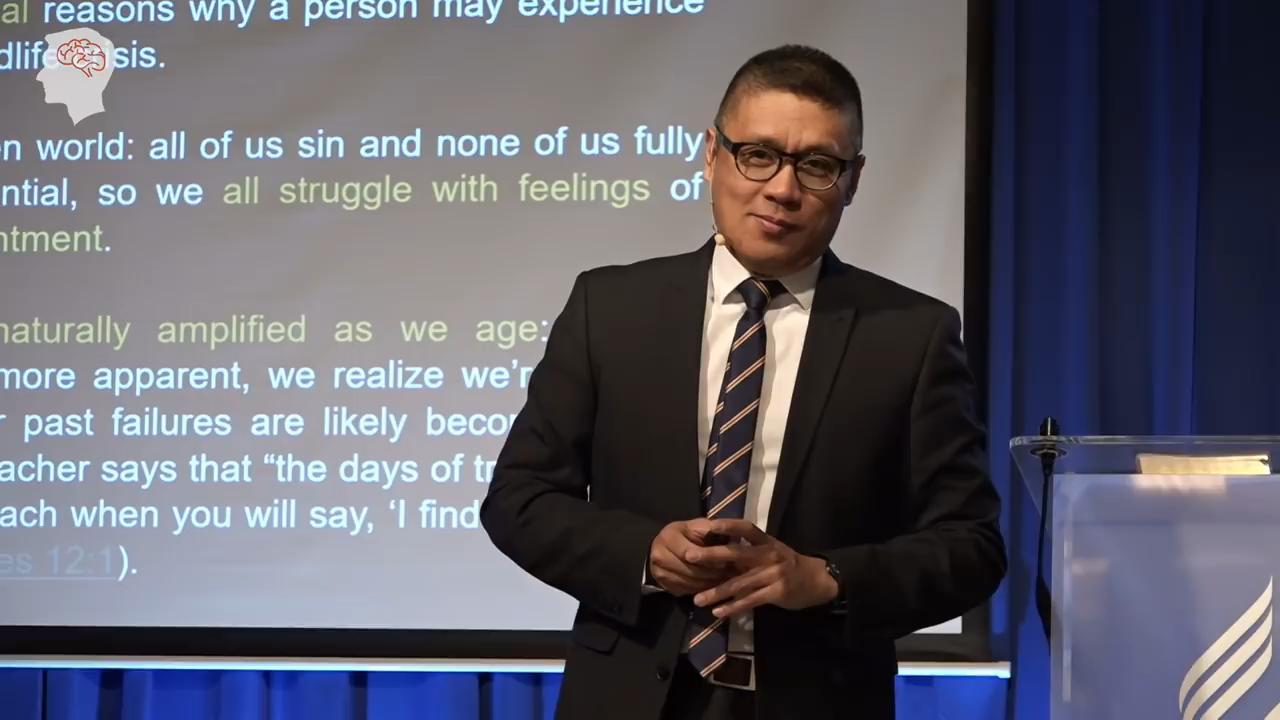 al reasons why a person may experience
dlife isis.
en world: all of us sin and none of us fully
ntial, so we all struggle with feelings of
ntment.
naturally amplified as we age:
more apparent, we realize we'r
r past failures are likely beco
acher says that “the days of tr
ach when you will say, ‘I find
es 12:1).